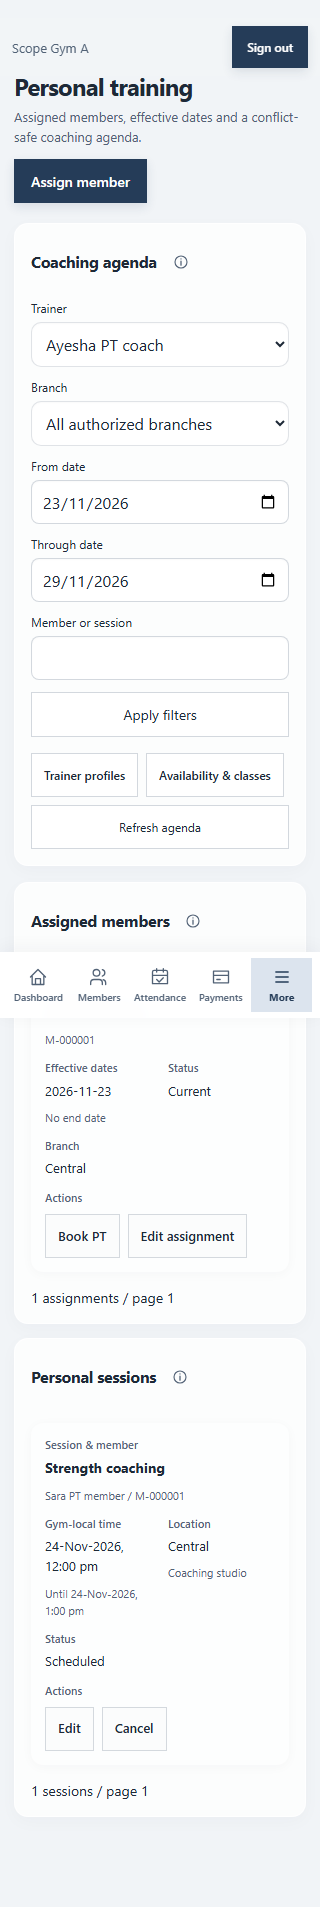 Scope Gym A
Sign out
Personal training
Assigned members, effective dates and a conflict-
safe coaching agenda.
Assign member
Coaching agenda
Trainer
Ayesha PT coach
Branch
All authorized branches
From date
23/11/2026
Through date
29/11/2026
Member or session
Apply filters
Trainer profiles
Availability & classes
Refresh agenda
Assigned members
Dashboard
Members
Attendance
Payments
More
M-000001
Effective dates
Status
2026-11-23
Current
No end date
Branch
Central
Actions
Book PT
Edit assignment
1 assignments / page 1
Personal sessions
Session & member
Strength coaching
Sara PT member / M-000001
Gym-local time
Location
24-Nov-2026,
12:00 pm
Central
Coaching studio
Until 24-Nov-2026,
1:00 pm
Status
Scheduled
Actions
Edit
Cancel
1 sessions / page 1